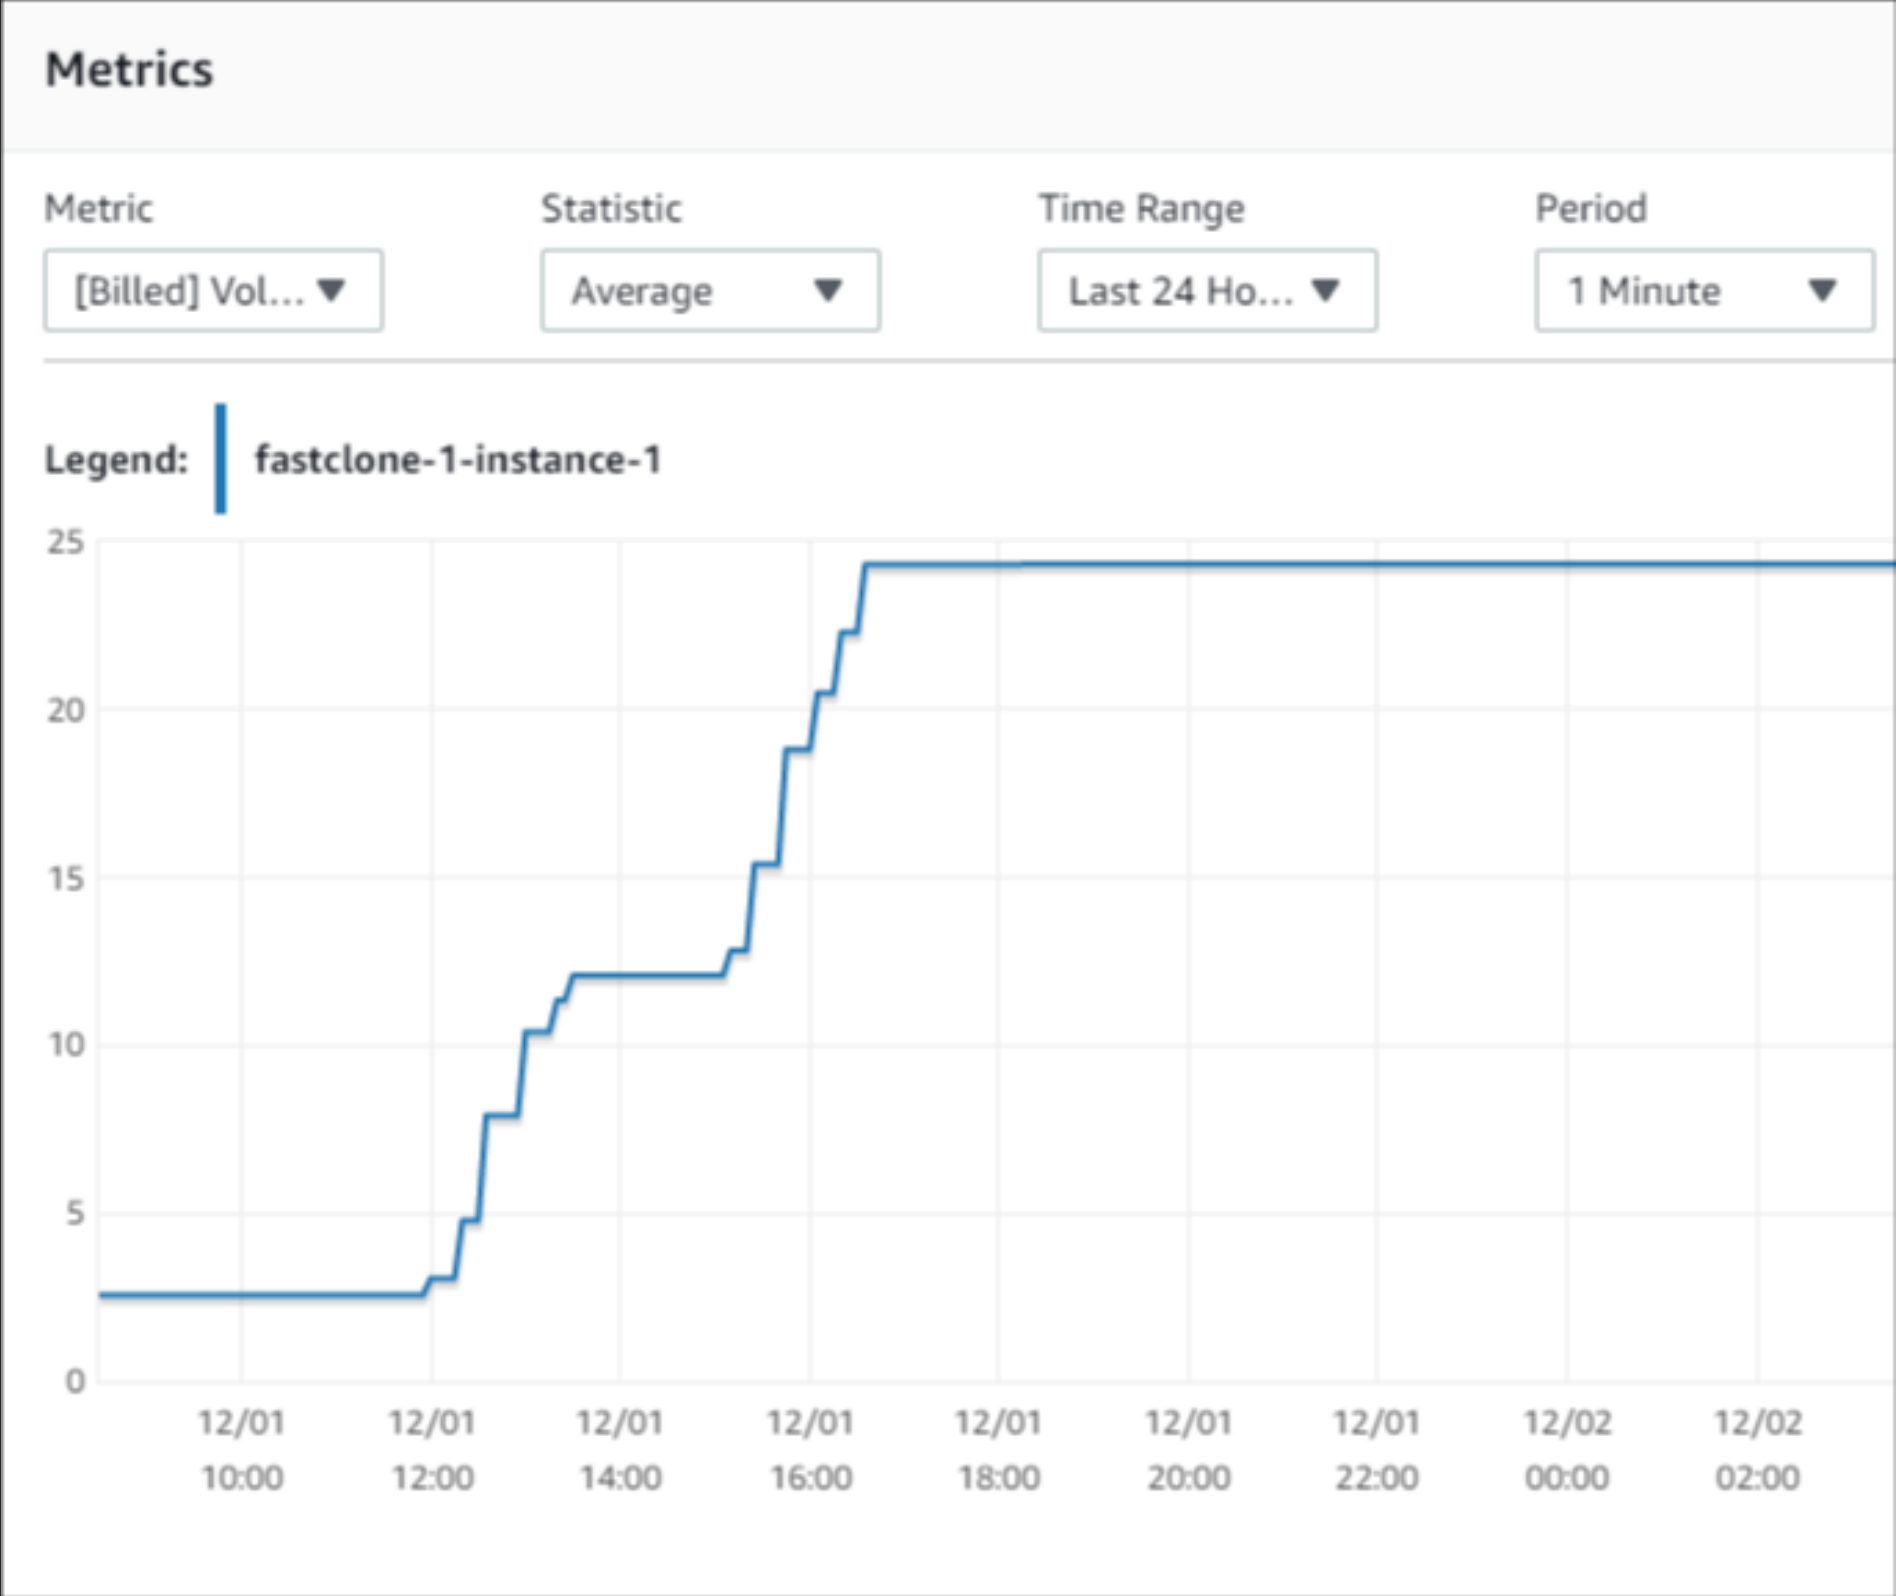 Metrics
Metric Statistic Time Range Period
[Billed] Vol... Average Last 24 Ho... 1 Minute
Legend: fastclone-1-instance-1
25
20
15
10
5
0
12/01 12/01 12/01 12/01 12/01 12/01 12/01 12/02 12/02
10:00 12:00 14:00 16:00 18:00 20:00 22:00 00:00 02:00